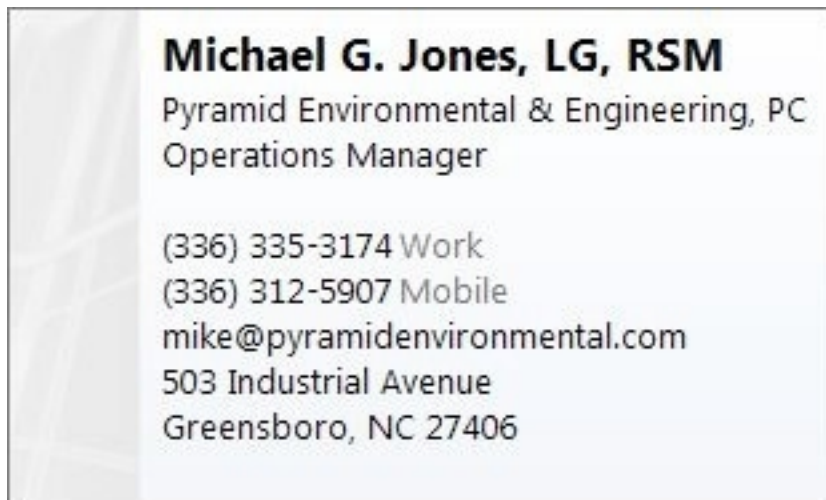 Michael G. Jones, LG, RSM
Pyramid Environmental & Engineering, PC
Operations Manager
(336) 335-3174 Work
(336) 312-5907 Mobile
mike@pyramidenvironmental.com
503 Industrial Avenue
Greensboro, NC 27406